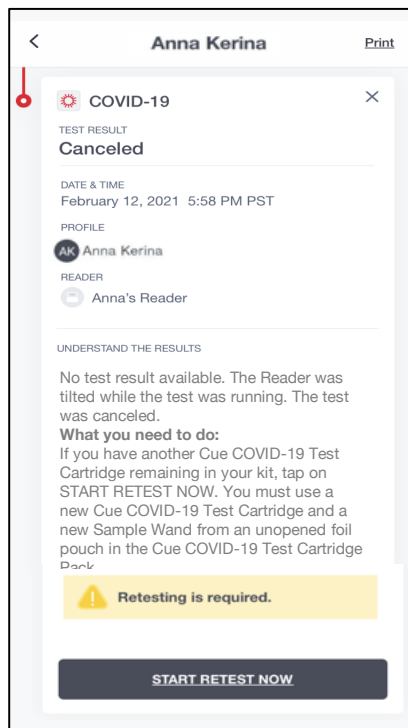 Anna Kerina
Print
COVID-19
TEST RESULT
Canceled
DATE & TIME
February 12, 2021 5:58 PM PST
PROFILE
AK Anna Kerina
READER
Anna's Reader
UNDERSTAND THE RESULTS
No test result available. The Reader was
tilted while the test was running. The test
was canceled.
What you need to do:
If you have another Cue COVID-19 Test
Cartridge remaining in your kit, tap on
START RETEST NOW. You must use a
new Cue COVID-19 Test Cartridge and a
new Sample Wand from an unopened foil
pouch in the Cue COVID-19 Test Cartridge
Pack
Retesting is required.
START RETEST NOW